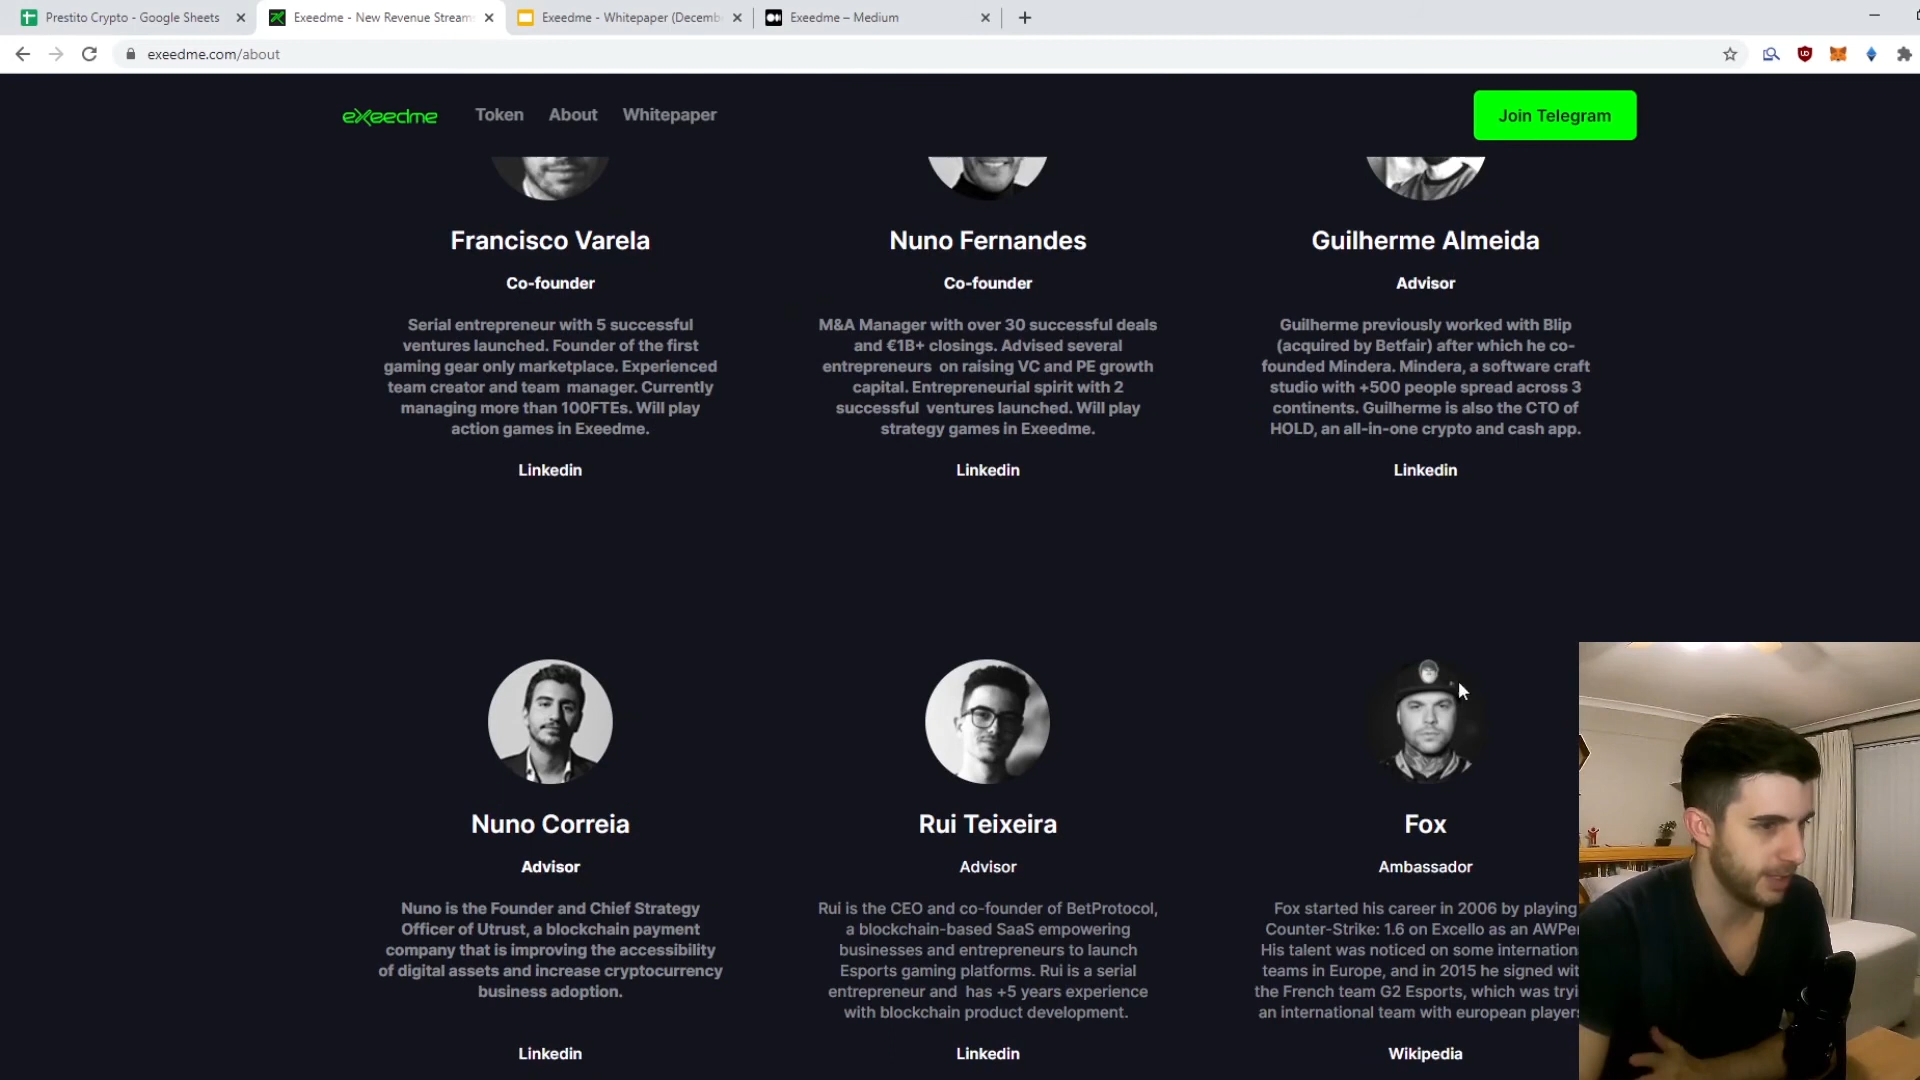 Prestito Crypto - Google Sheets
Exeedme - New Revenue Stream
Exeedme - Whitepaper (Decemb
Exeedme – Medium
exeedme.com/about
exeedme
Token
About
Whitepaper
Join Telegram
Francisco Varela
Co-founder
Serial entrepreneur with 5 successful
ventures launched. Founder of the first
gaming gear only marketplace. Experienced
team creator and team manager. Currently
managing more than 100FTEs. Will play
action games in Exeedme.
Linkedin
Nuno Fernandes
Co-founder
M&A Manager with over 30 successful deals
and €1B+ closings. Advised several
entrepreneurs on raising VC and PE growth
capital. Entrepreneurial spirit with 2
successful ventures launched. Will play
strategy games in Exeedme.
Linkedin
Guilherme Almeida
Advisor
Guilherme previously worked with Blip
(acquired by Betfair) after which he co-
founded Mindera. Mindera, a software craft
studio with +500 people spread across 3
continents. Guilherme is also the CTO of
HOLD, an all-in-one crypto and cash app.
Linkedin
Nuno Correia
Advisor
Nuno is the Founder and Chief Strategy
Officer of Utrust, a blockchain payment
company that is improving the accessibility
of digital assets and increase cryptocurrency
business adoption.
Linkedin
Rui Teixeira
Advisor
Rui is the CEO and co-founder of BetProtocol,
a blockchain-based SaaS empowering
businesses and entrepreneurs to launch
Esports gaming platforms. Rui is a serial
entrepreneur and has +5 years experience
with blockchain product development.
Linkedin
Fox
Ambassador
Fox started his career in 2006 by playing
Counter-Strike: 1.6 on Excello as an AWPe
His talent was noticed on some internation
teams in Europe, and in 2015 he signed wit
the French team G2 Esports, which was tryi
an international team with european players
Wikipedia